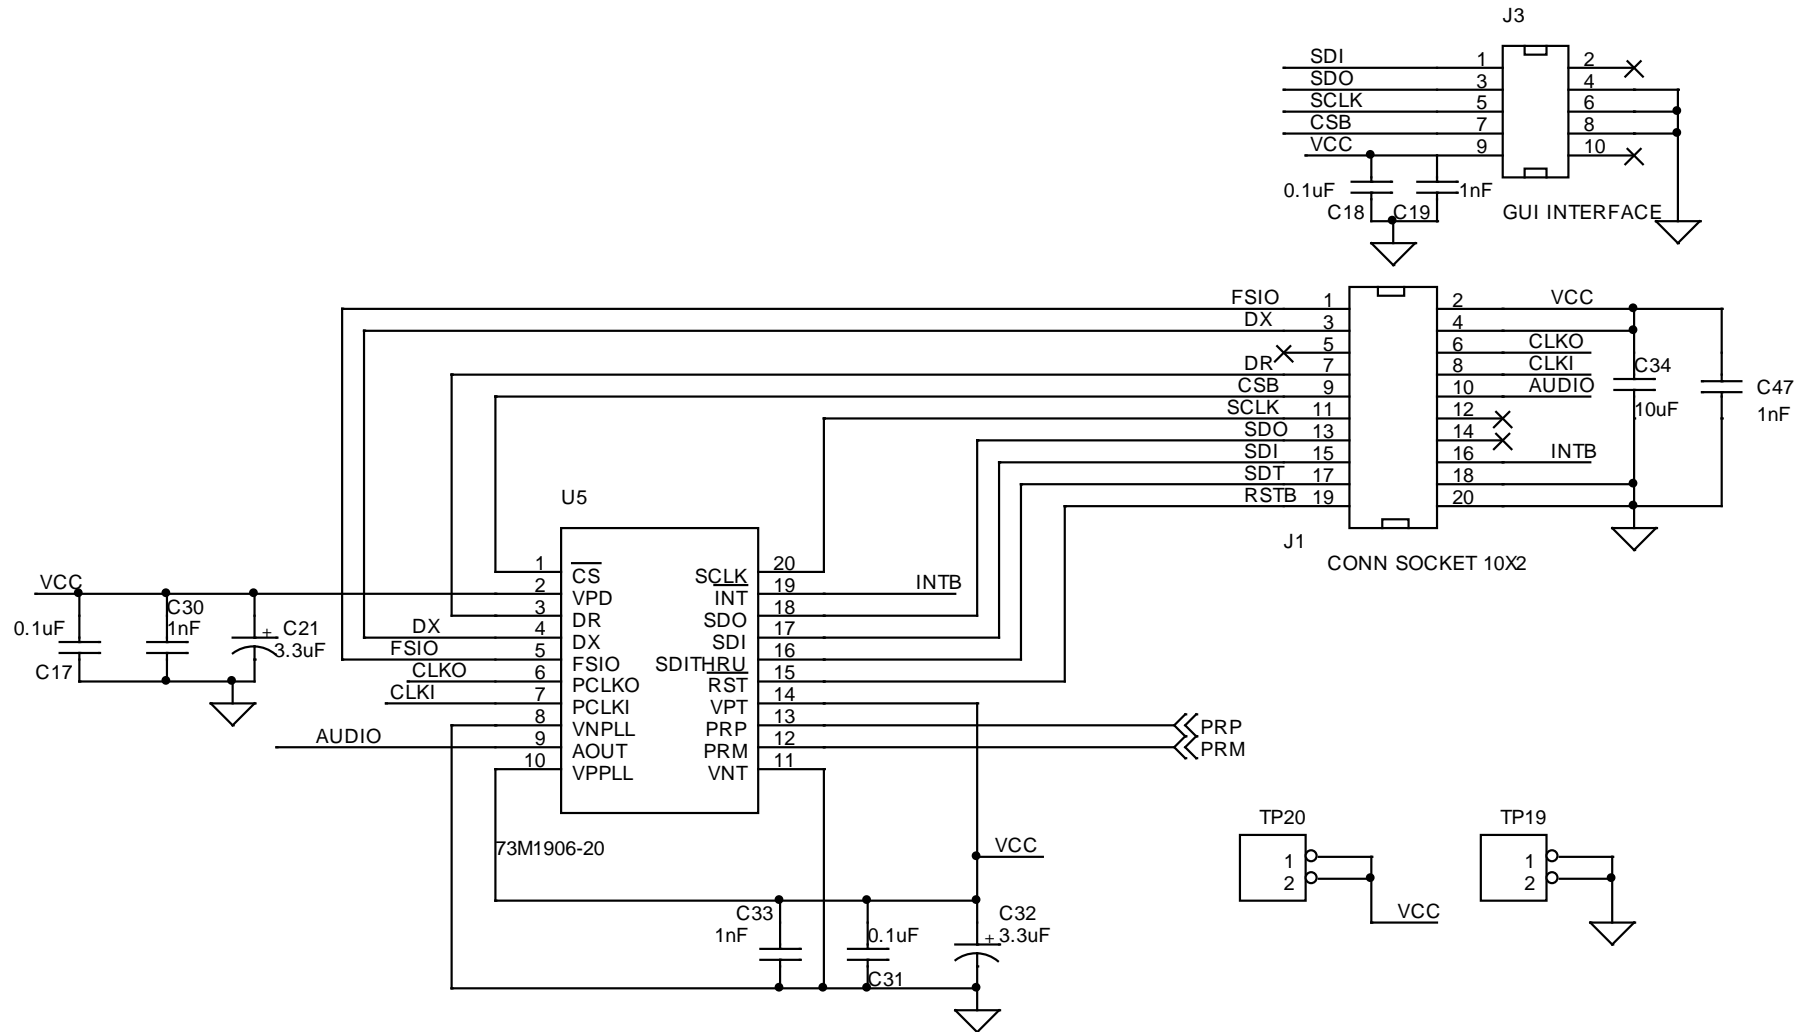 J3
SDI 1 2
SDO 3 4
SCLK 5 6
CSB 7 8
VCC 9 10
0.1uF 1nF
C18 C19 GUI INTERFACE
FSIO 1 2 VCC
DX 3 4
5 6 CLKO
DR 7 8 CLKI C34
CSB 9 10 AUDIO C47
SCLK 11 12 10uF 1nF
SDO 13 14
SDI 15 16 INTB
SDT 17 18
RSTB 19 20
J1
CONN SOCKET 10X2
U5
1 CS SCLK 20
VCC 2 VPD INT 19 INTB
C30
0.1uF 1nF + C21
3.3uF
C17
3 DR SDO 18
DX 4 DX SDI 17
FSIO 5 FSIO SDITHRU 16
CLKO 6 PCLKO RST 15
CLKI 7 PCLKI VPT 14
8 VNPLL PRP 13 PRP
AUDIO 9 AOUT PRM 12 PRM
10 VPPLL VNT 11
73M1906-20
VCC
C33 C32
1nF 0.1uF + 3.3uF
C31
TP20 TP19
1 1
2 2
VCC